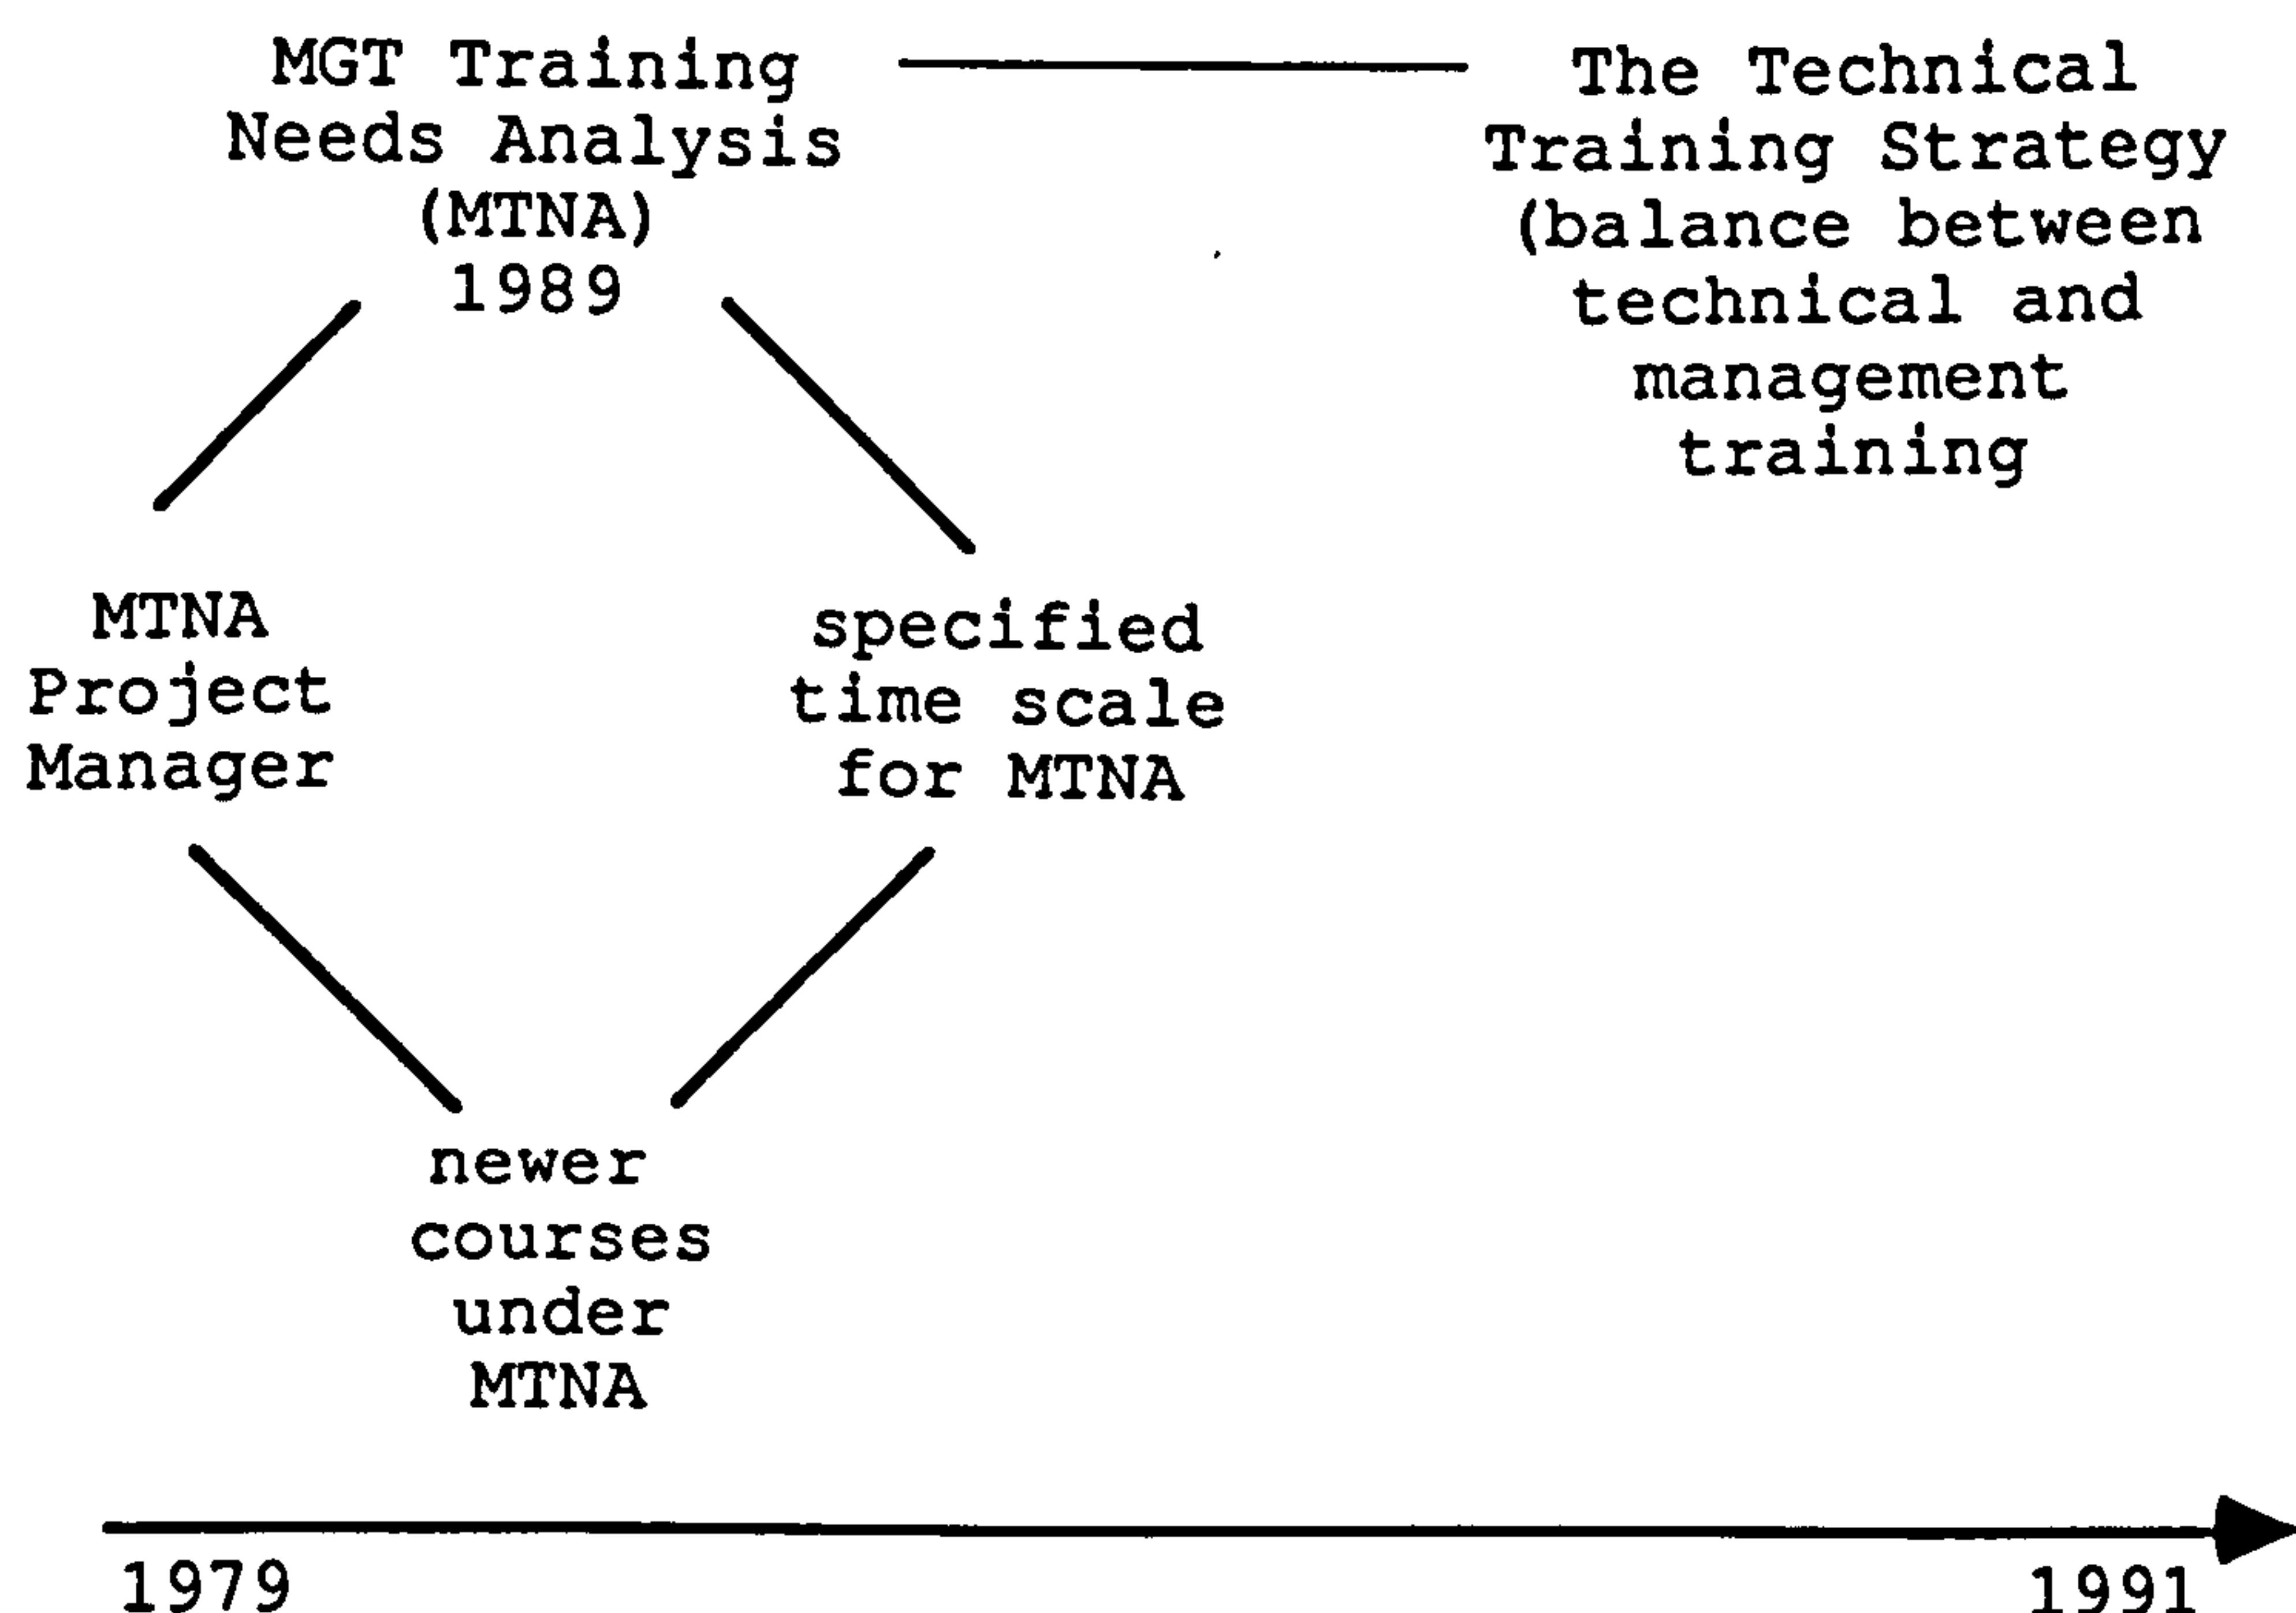 MGT Training
Needs Analysis
(MTNA)
1989
The Technical
Training Strategy
(balance between
technical and
management
training
MTNA
Project
Manager
specified
time scale
for MTNA
newer
courses
under
MTNA
1979
1991